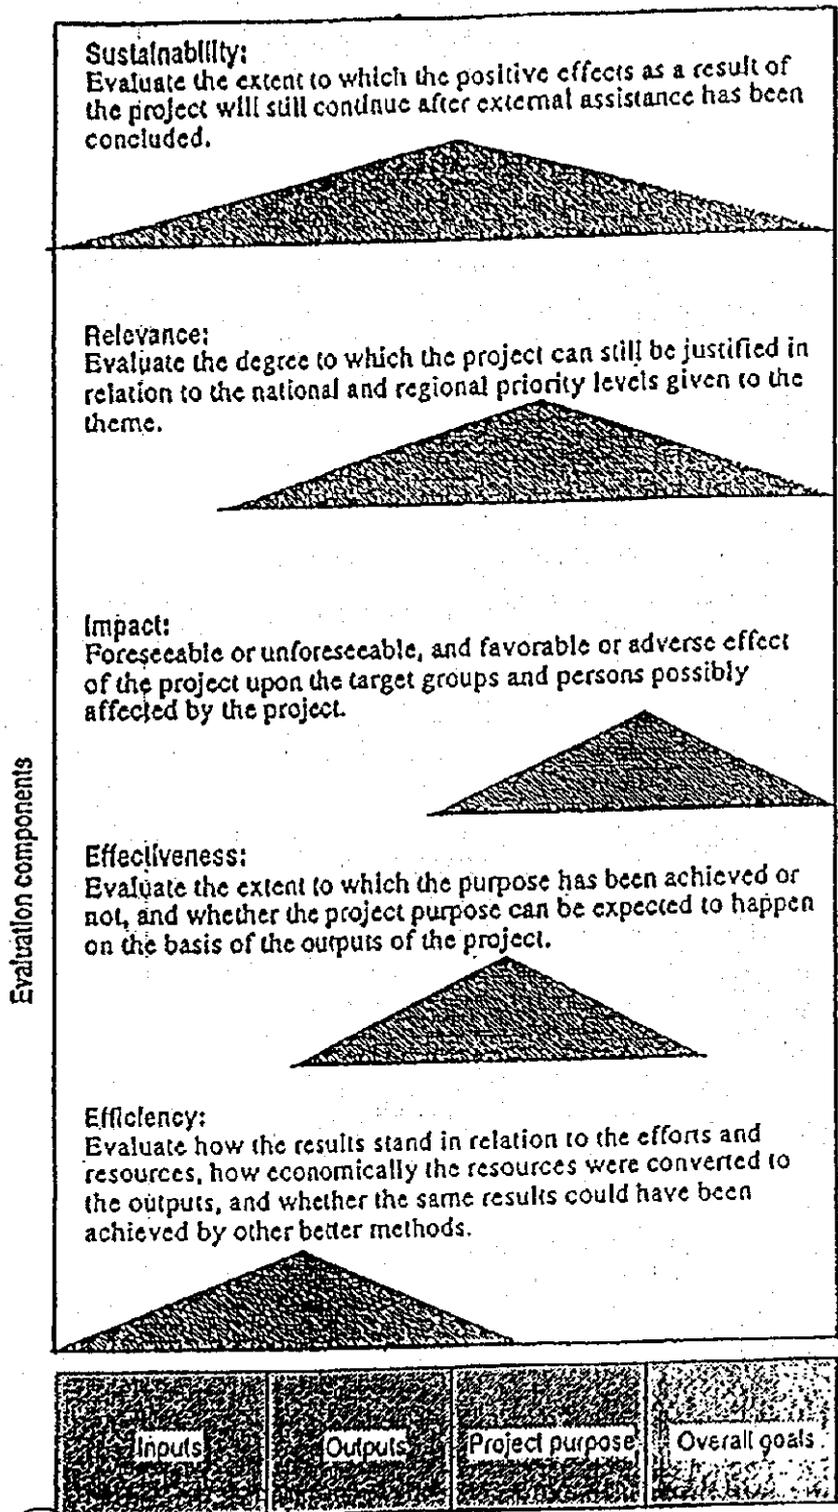 Sustainability:
Evaluate the extent to which the positive effects as a result of
the project will still continue after external assistance has been
concluded.
Relevance:
Evaluate the degree to which the project can still be justified in
relation to the national and regional priority levels given to the
theme.
Impact:
Foreseeable or unforeseeable, and favorable or adverse effect
of the project upon the target groups and persons possibly
affected by the project.
Effectiveness:
Evaluate the extent to which the purpose has been achieved or
not, and whether the project purpose can be expected to happen
on the basis of the outputs of the project.
Efficiency:
Evaluate how the results stand in relation to the efforts and
resources, how economically the resources were converted to
the outputs, and whether the same results could have been
achieved by other better methods.
Evaluation components
Inputs
Outputs
Project purpose
Overall goals